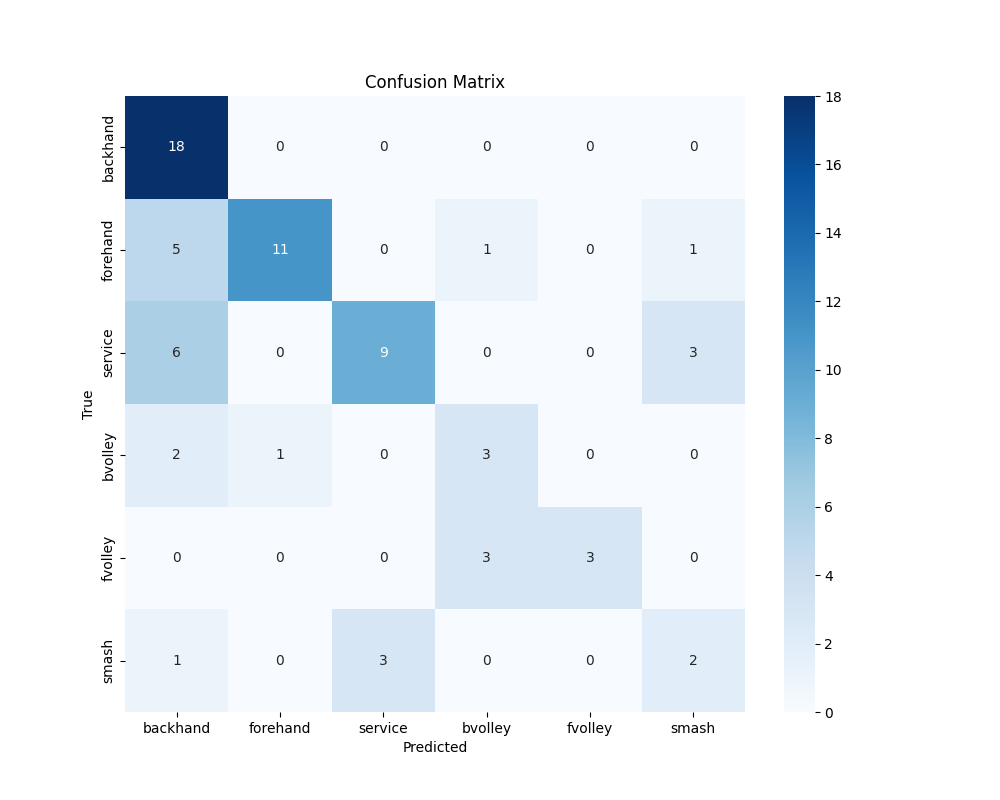 Confusion Matrix
backhand 18 0 0 0 0 0
forehand 5 11 0 1 0 1
service 6 0 9 0 0 3
bvolley 2 1 0 3 0 0
fvolley 0 0 0 3 3 0
smash 1 0 3 0 0 2
True
backhand forehand service bvolley fvolley smash
Predicted
18
16
14
12
10
8
6
4
2
0